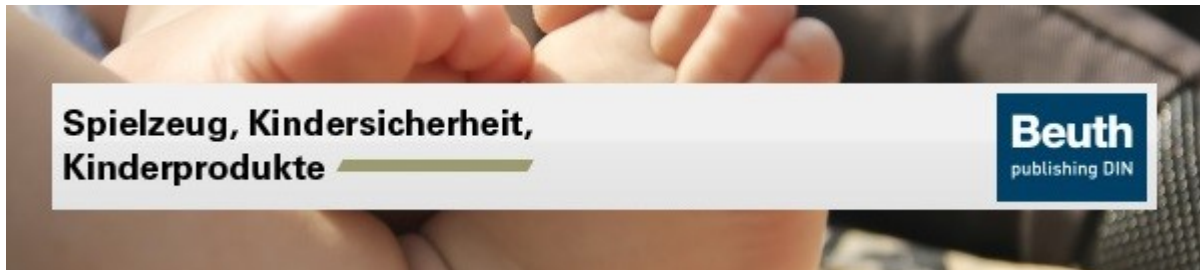 Spielzeug, Kindersicherheit,
Kinderprodukte
Beuth
publishing DIN